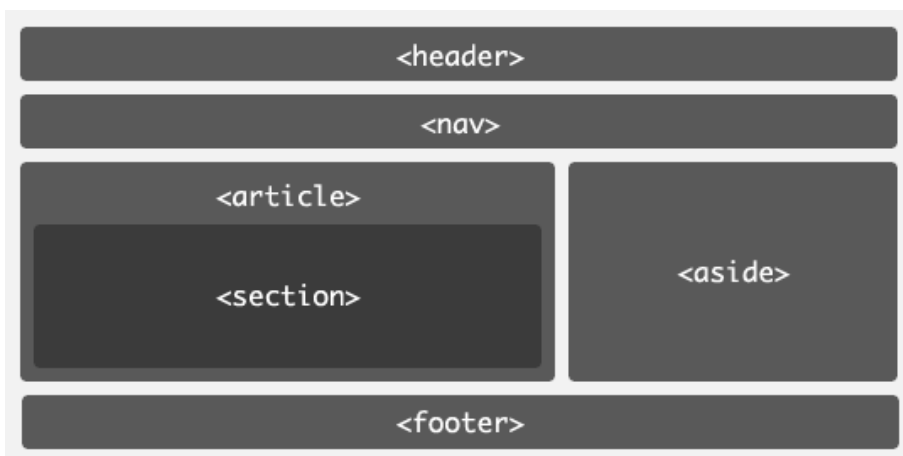 <header>
<nav>
<article>
<section>
<aside>
<footer>